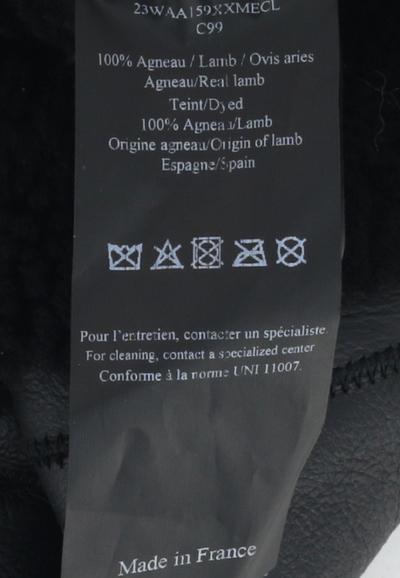 23WAA159XXMECL
C99
100% Agneau / Lamb / Ovis aries
Agneau/Real lamb
Teint/Dyed
100% Agneau/Lamb
Origine agneau/Origin of lamb
Espagne/Spain
Pour l'entretien, contacter un spécialiste.
For cleaning, contact a specialized center
Conforme à la norme UNI 11007.
Made in France